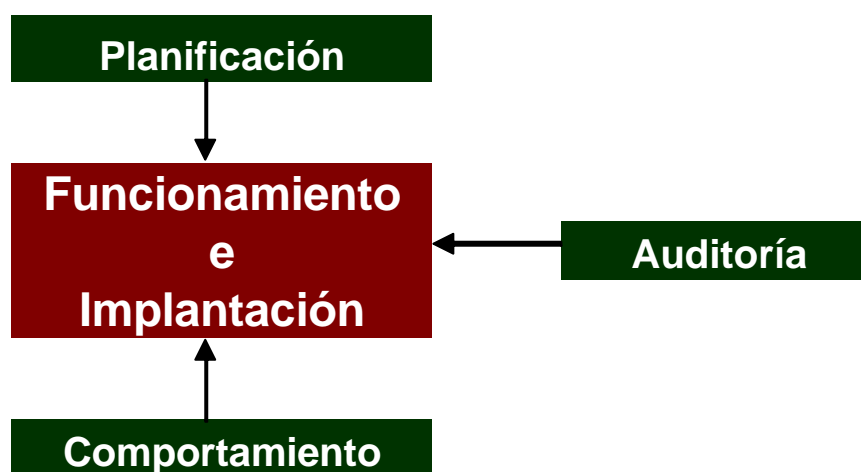 Planificación
Funcionamiento
e
Implantación
Auditoría
Comportamiento